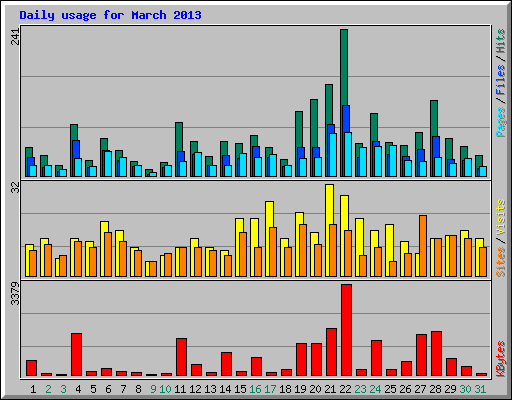 Daily usage for March 2013
241
Pages / Files / Hits
32
Sites / Visits
3379
KBytes
1 2 3 4 5 6 7 8 9 10 11 12 13 14 15 16 17 18 19 20 21 22 23 24 25 26 27 28 29 30 31